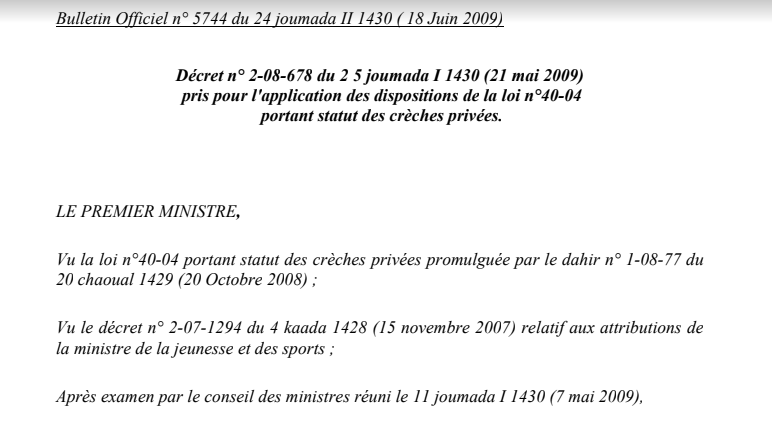 Bulletin Officiel n° 5744 du 24 joumada II 1430 ( 18 Juin 2009)
Décret n° 2-08-678 du 2 5 joumada I 1430 (21 mai 2009)
pris pour l'application des dispositions de la loi n°40-04
portant statut des crèches privées.
LE PREMIER MINISTRE,
Vu la loi n°40-04 portant statut des crèches privées promulguée par le dahir n° 1-08-77 du
20 chaoual 1429 (20 Octobre 2008) ;
Vu le décret n° 2-07-1294 du 4 kaada 1428 (15 novembre 2007) relatif aux attributions de
la ministre de la jeunesse et des sports ;
Après examen par le conseil des ministres réuni le 11 joumada I 1430 (7 mai 2009),